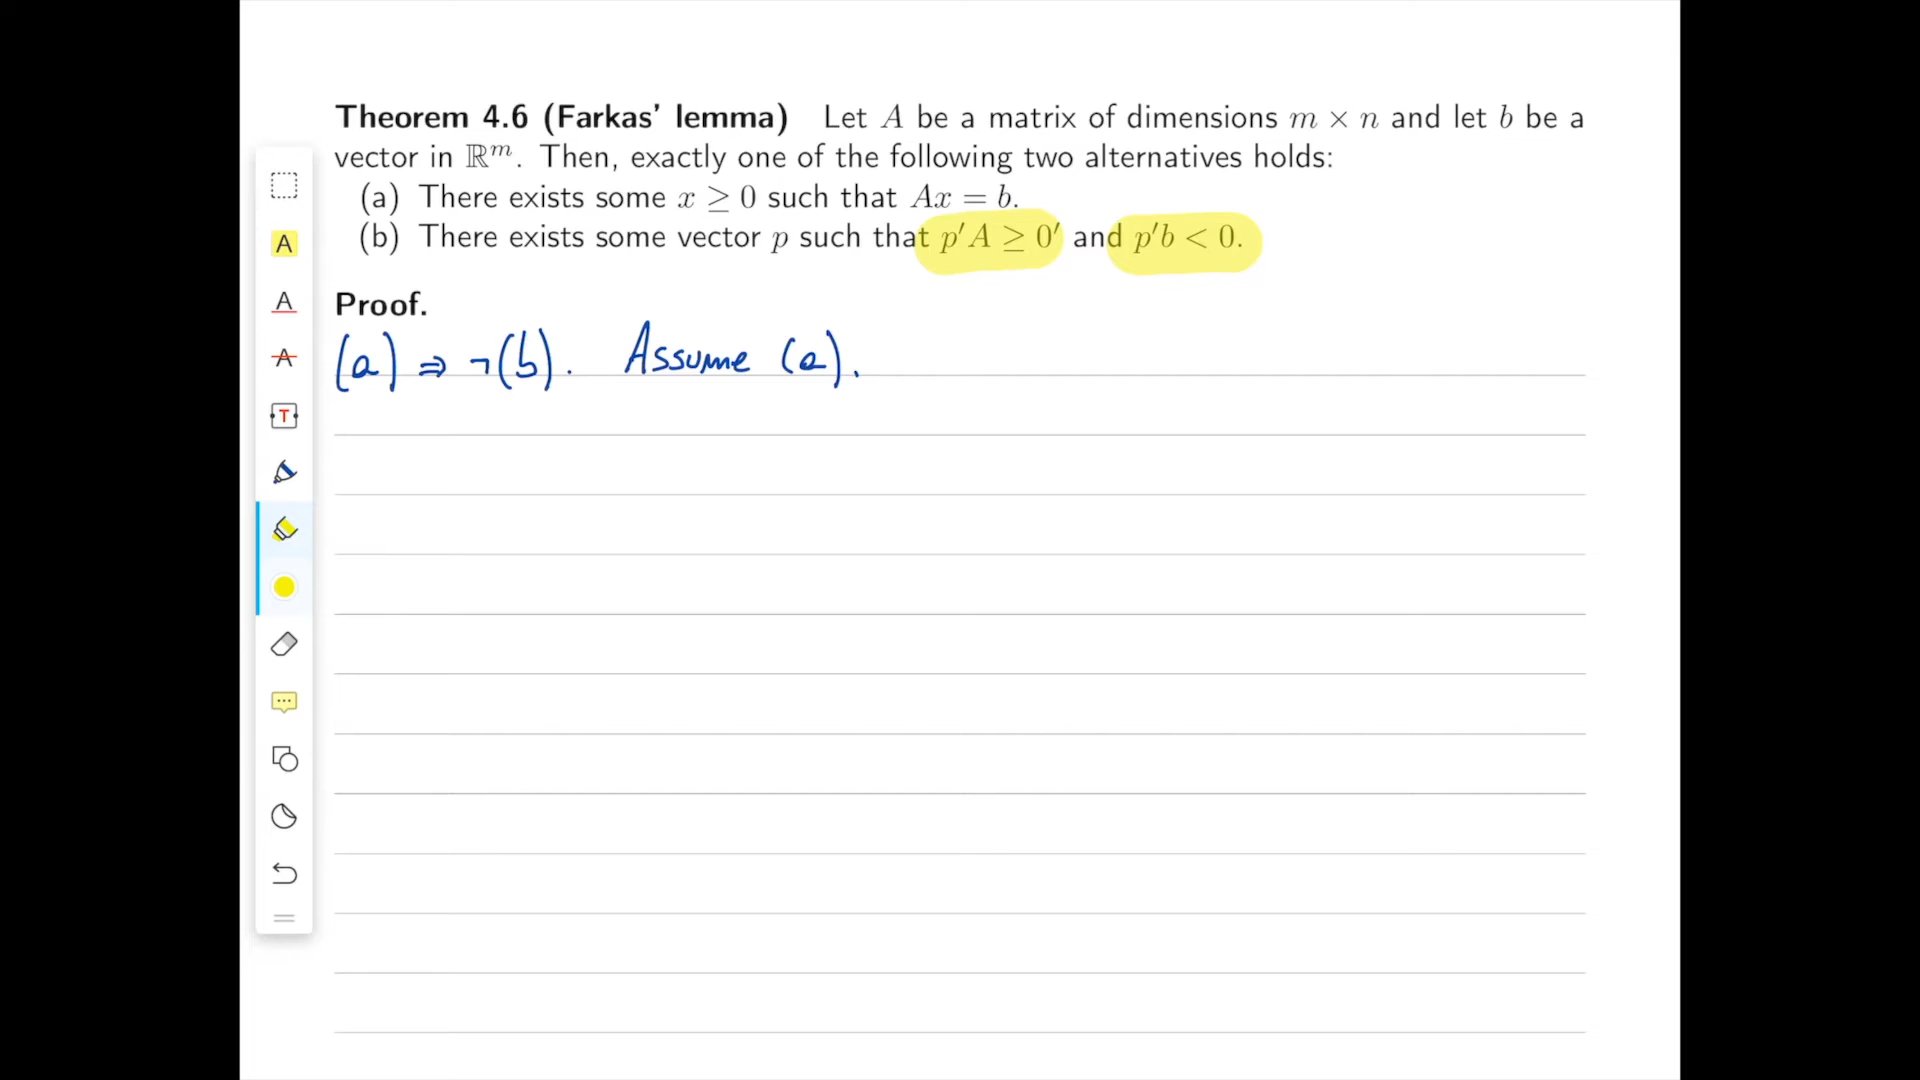 Theorem 4.6 (Farkas' lemma) Let A be a matrix of dimensions m × n and let b be a
vector in ℝᵐ. Then, exactly one of the following two alternatives holds:
(a) There exists some x ≥ 0 such that Ax = b.
(b) There exists some vector p such that p′A ≥ 0′ and p′b < 0.
Proof.
(a) ⇒ ¬(b). Assume (a).
A
A
A
T